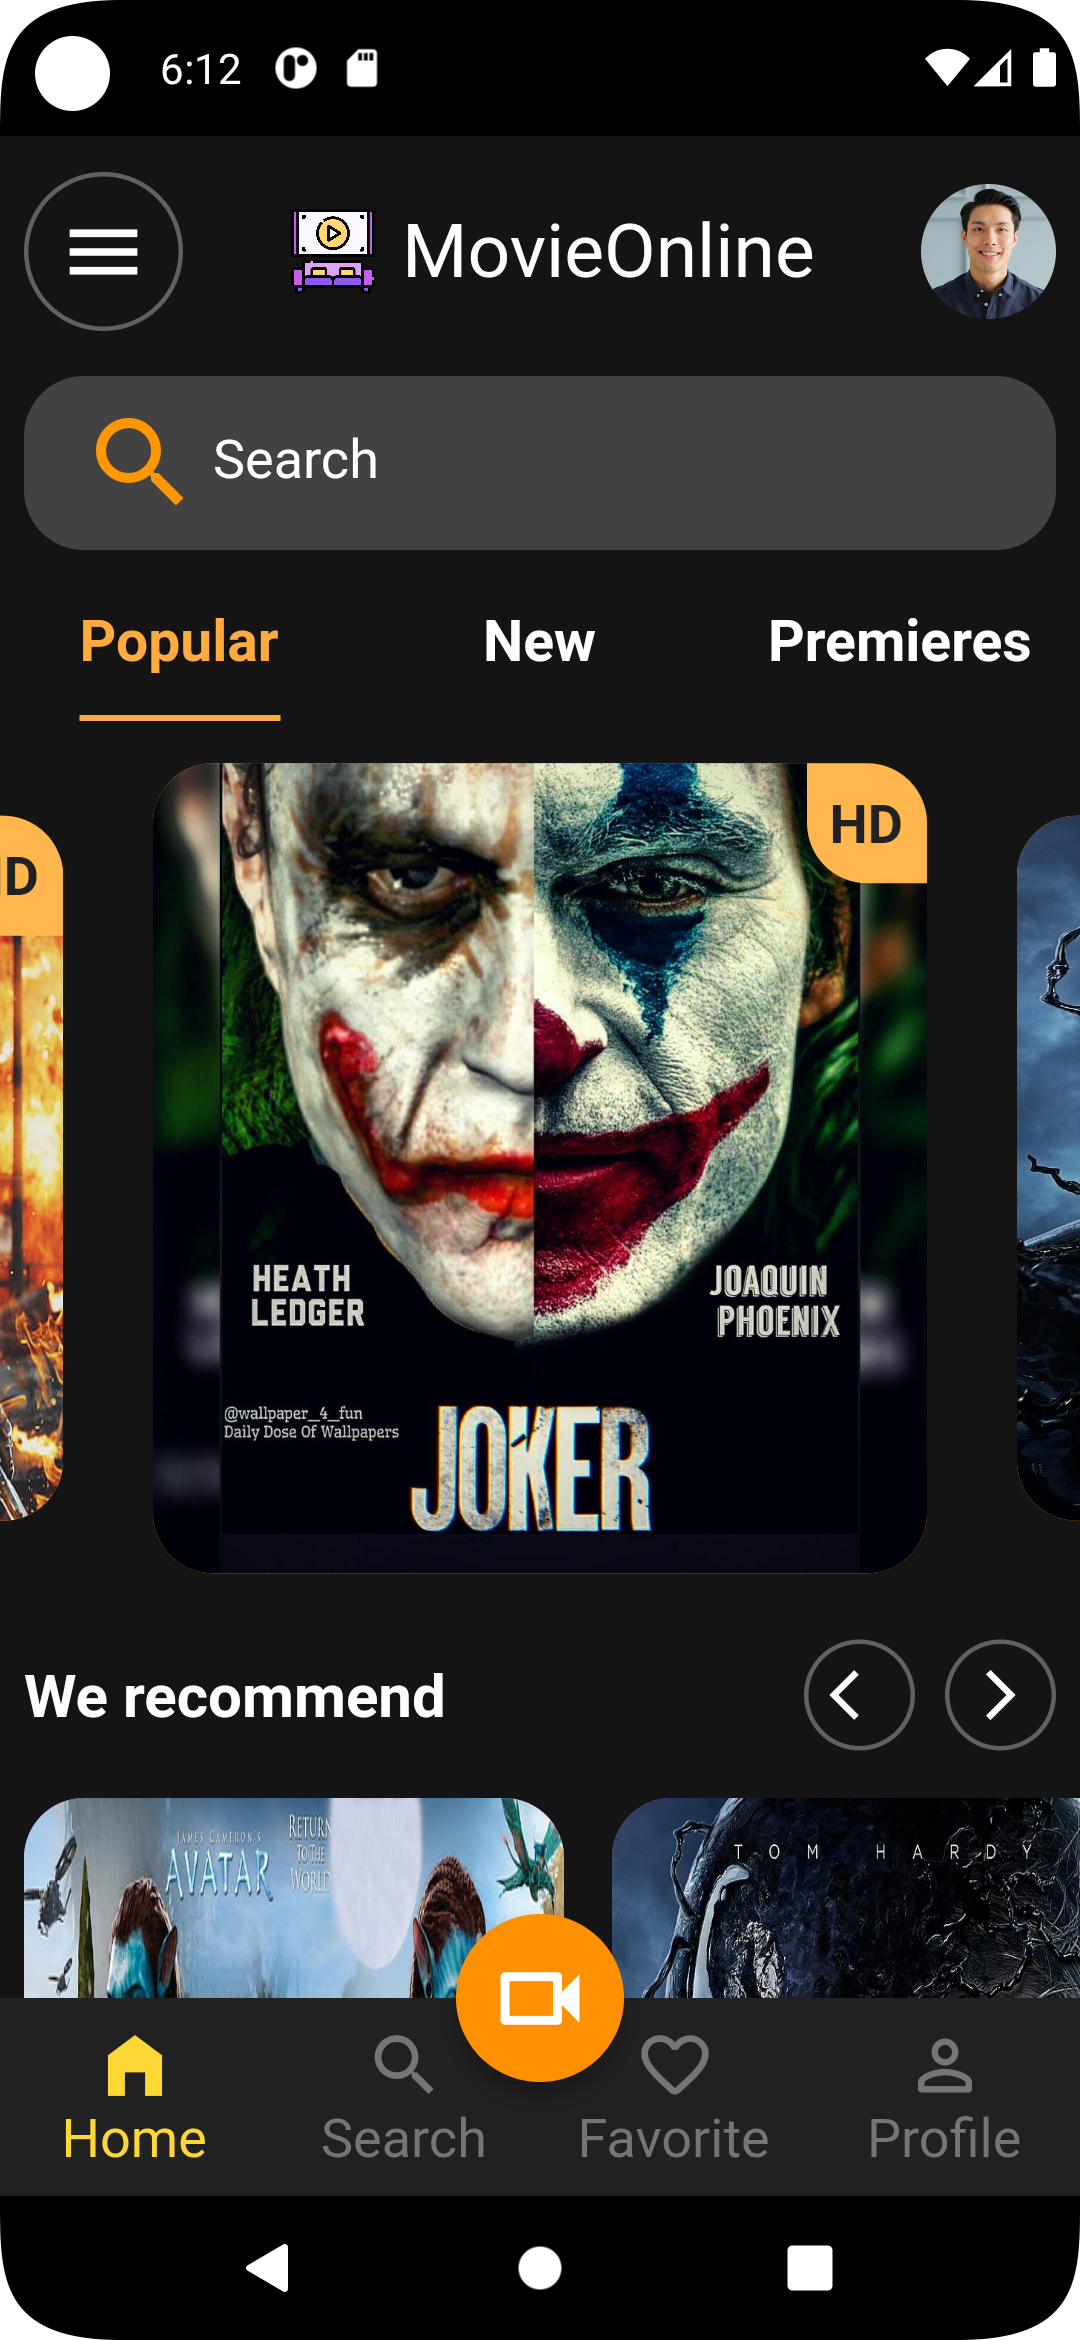 6:12
MovieOnline
Search
Popular New Premieres
HD
HD
HEATH
LEDGER
JOAQUIN
PHOENIX
@wallpaper_4_fun
Daily Dose Of Wallpapers
JOKER
We recommend
JAMES CAMERON'S
AVATAR
RETURN
TO THE
WORLD
TOM HARDY
Home Search Favorite Profile